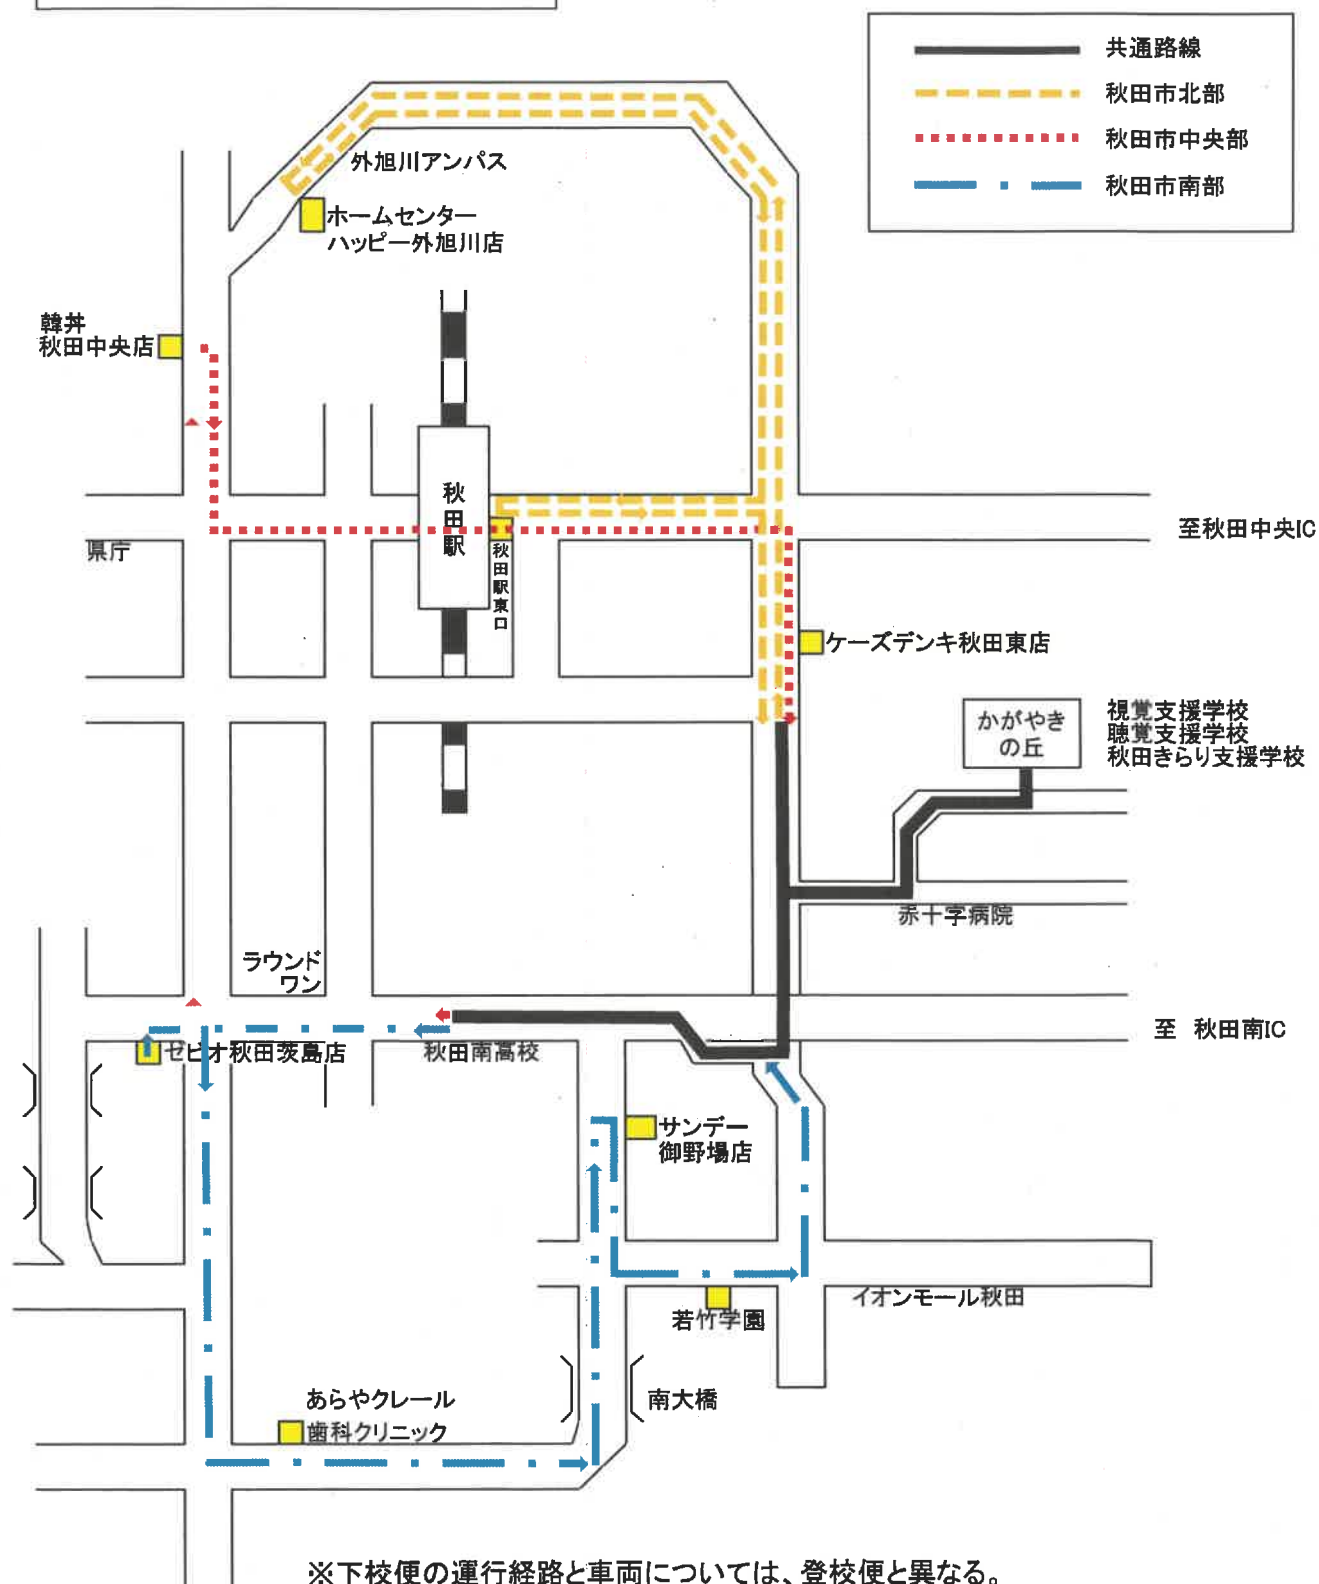 共通路線
秋田市北部
秋田市中央部
秋田市南部
外旭川アンパス
ホームセンター
ハッピー外旭川店
韓丼
秋田中央店
秋田駅
秋田駅東口
県庁
至秋田中央IC
ケーズデンキ秋田東店
かがやき
の丘
視覚支援学校
聴覚支援学校
秋田きらり支援学校
赤十字病院
ラウンド
ワン
至 秋田南IC
ゼビオ秋田茨島店
秋田南高校
サンデー
御野場店
若竹学園
イオンモール秋田
あらやクレール
歯科クリニック
南大橋
※下校便の運行経路と車両については、登校便と異なる。